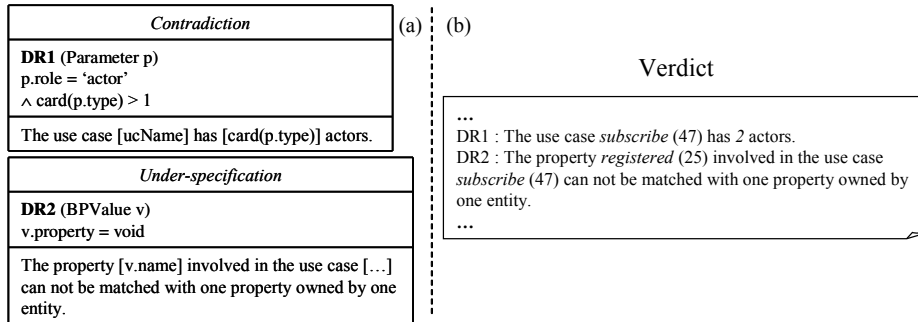 Contradiction
DR1 (Parameter p)
p.role = ‘actor’
∧ card(p.type) > 1
The use case [ucName] has [card(p.type)] actors.
Under-specification
DR2 (BPValue v)
v.property = void
The property [v.name] involved in the use case […]
can not be matched with one property owned by one
entity.
(a)
(b)
Verdict
...
DR1 : The use case subscribe (47) has 2 actors.
DR2 : The property registered (25) involved in the use case
subscribe (47) can not be matched with one property owned by
one entity.
...